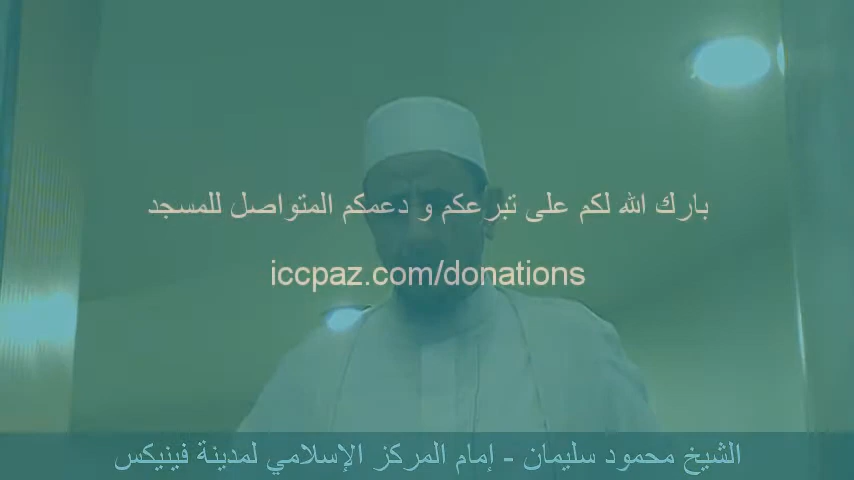 بارك الله لكم على تبرعكم و دعمكم المتواصل للمسجد
iccpaz.com/donations
الشيخ محمود سليمان - إمام المركز الإسلامي لمدينة فينيكس